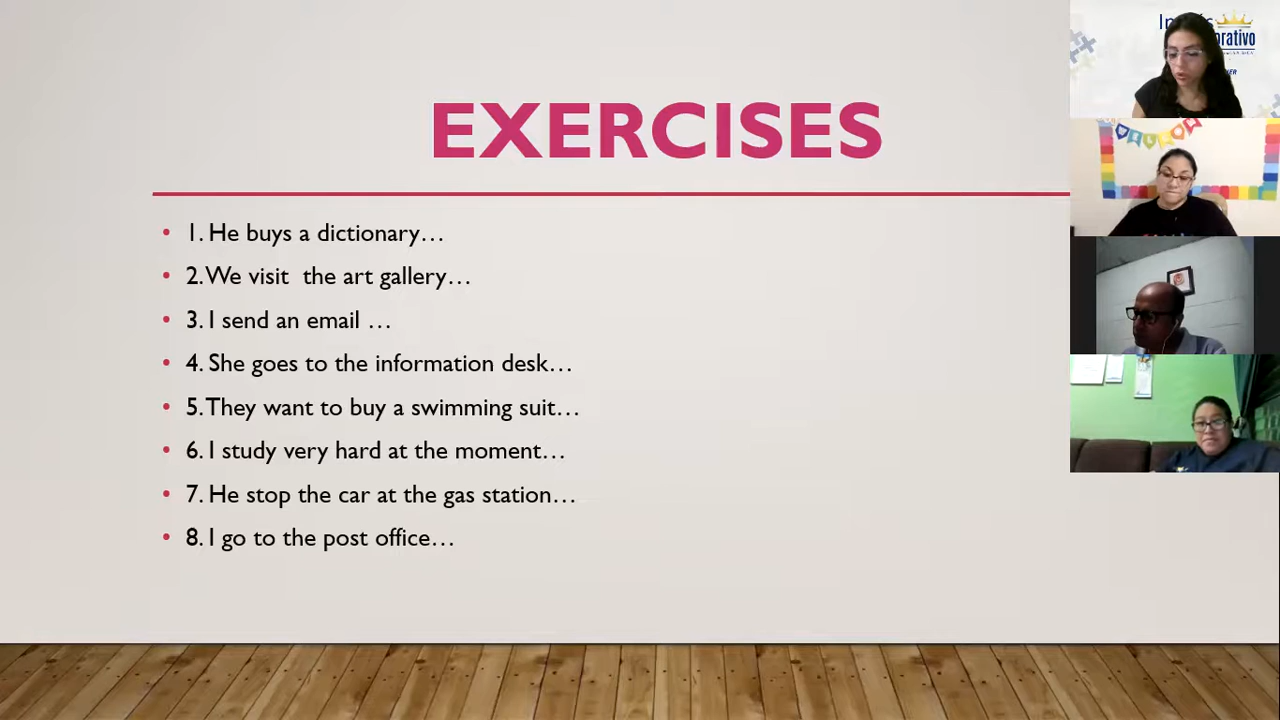 EXERCISES
1. He buys a dictionary…
2. We visit the art gallery…
3. I send an email …
4. She goes to the information desk…
5. They want to buy a swimming suit…
6. I study very hard at the moment…
7. He stop the car at the gas station…
8. I go to the post office…